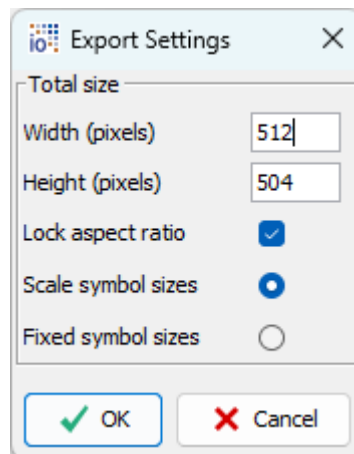 io
Export Settings
Total size
Width (pixels) 512
Height (pixels) 504
Lock aspect ratio
Scale symbol sizes
Fixed symbol sizes
OK Cancel